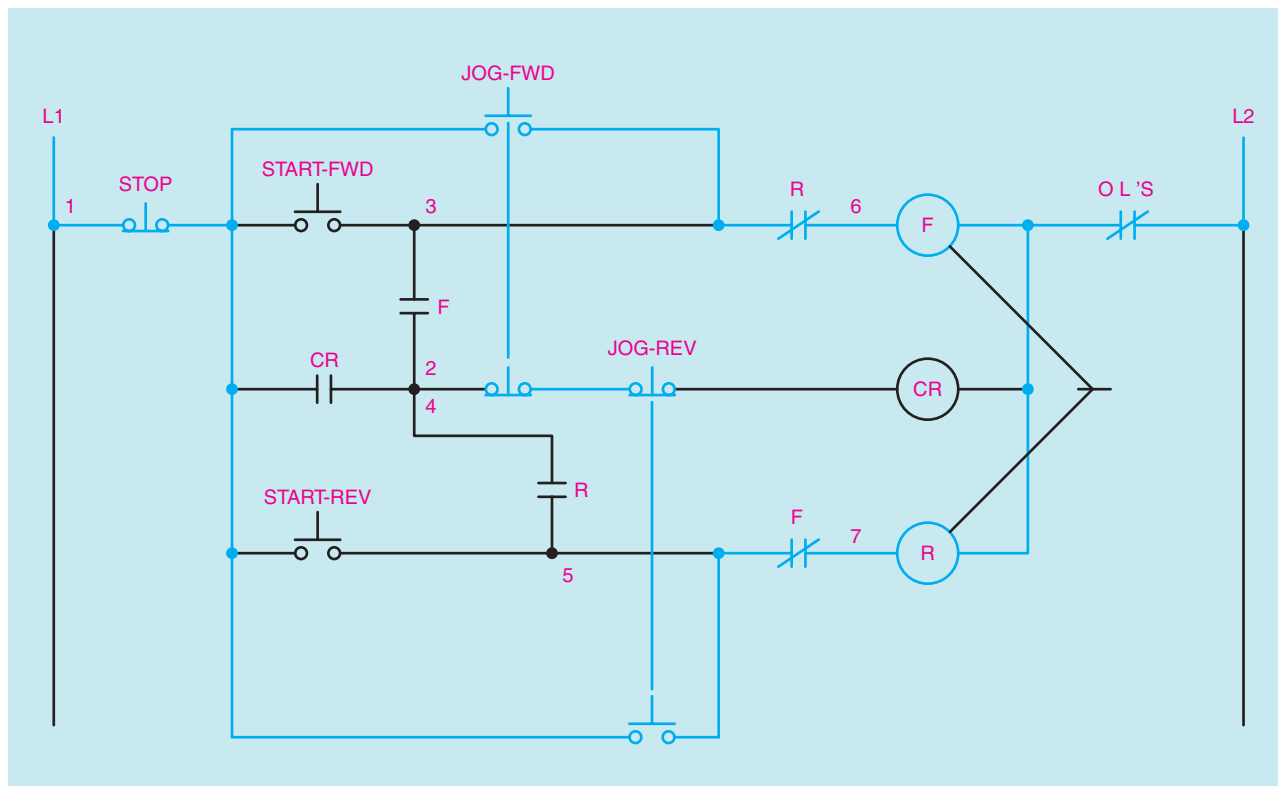 JOG-FWD
L1
L2
START-FWD
STOP
R
O L 'S
1
3
6
F
F
JOG-REV
CR
2
CR
4
START-REV
R
F
7
R
5